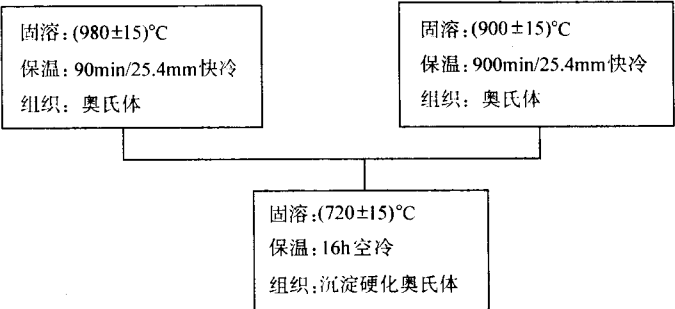 固溶:(980±15)°C
保温:90min/25.4mm快冷
组织:奥氏体
固溶:(900±15)°C
保温:900min/25.4mm快冷
组织:奥氏体
固溶:(720±15)°C
保温:16h空冷
组织:沉淀硬化奥氏体